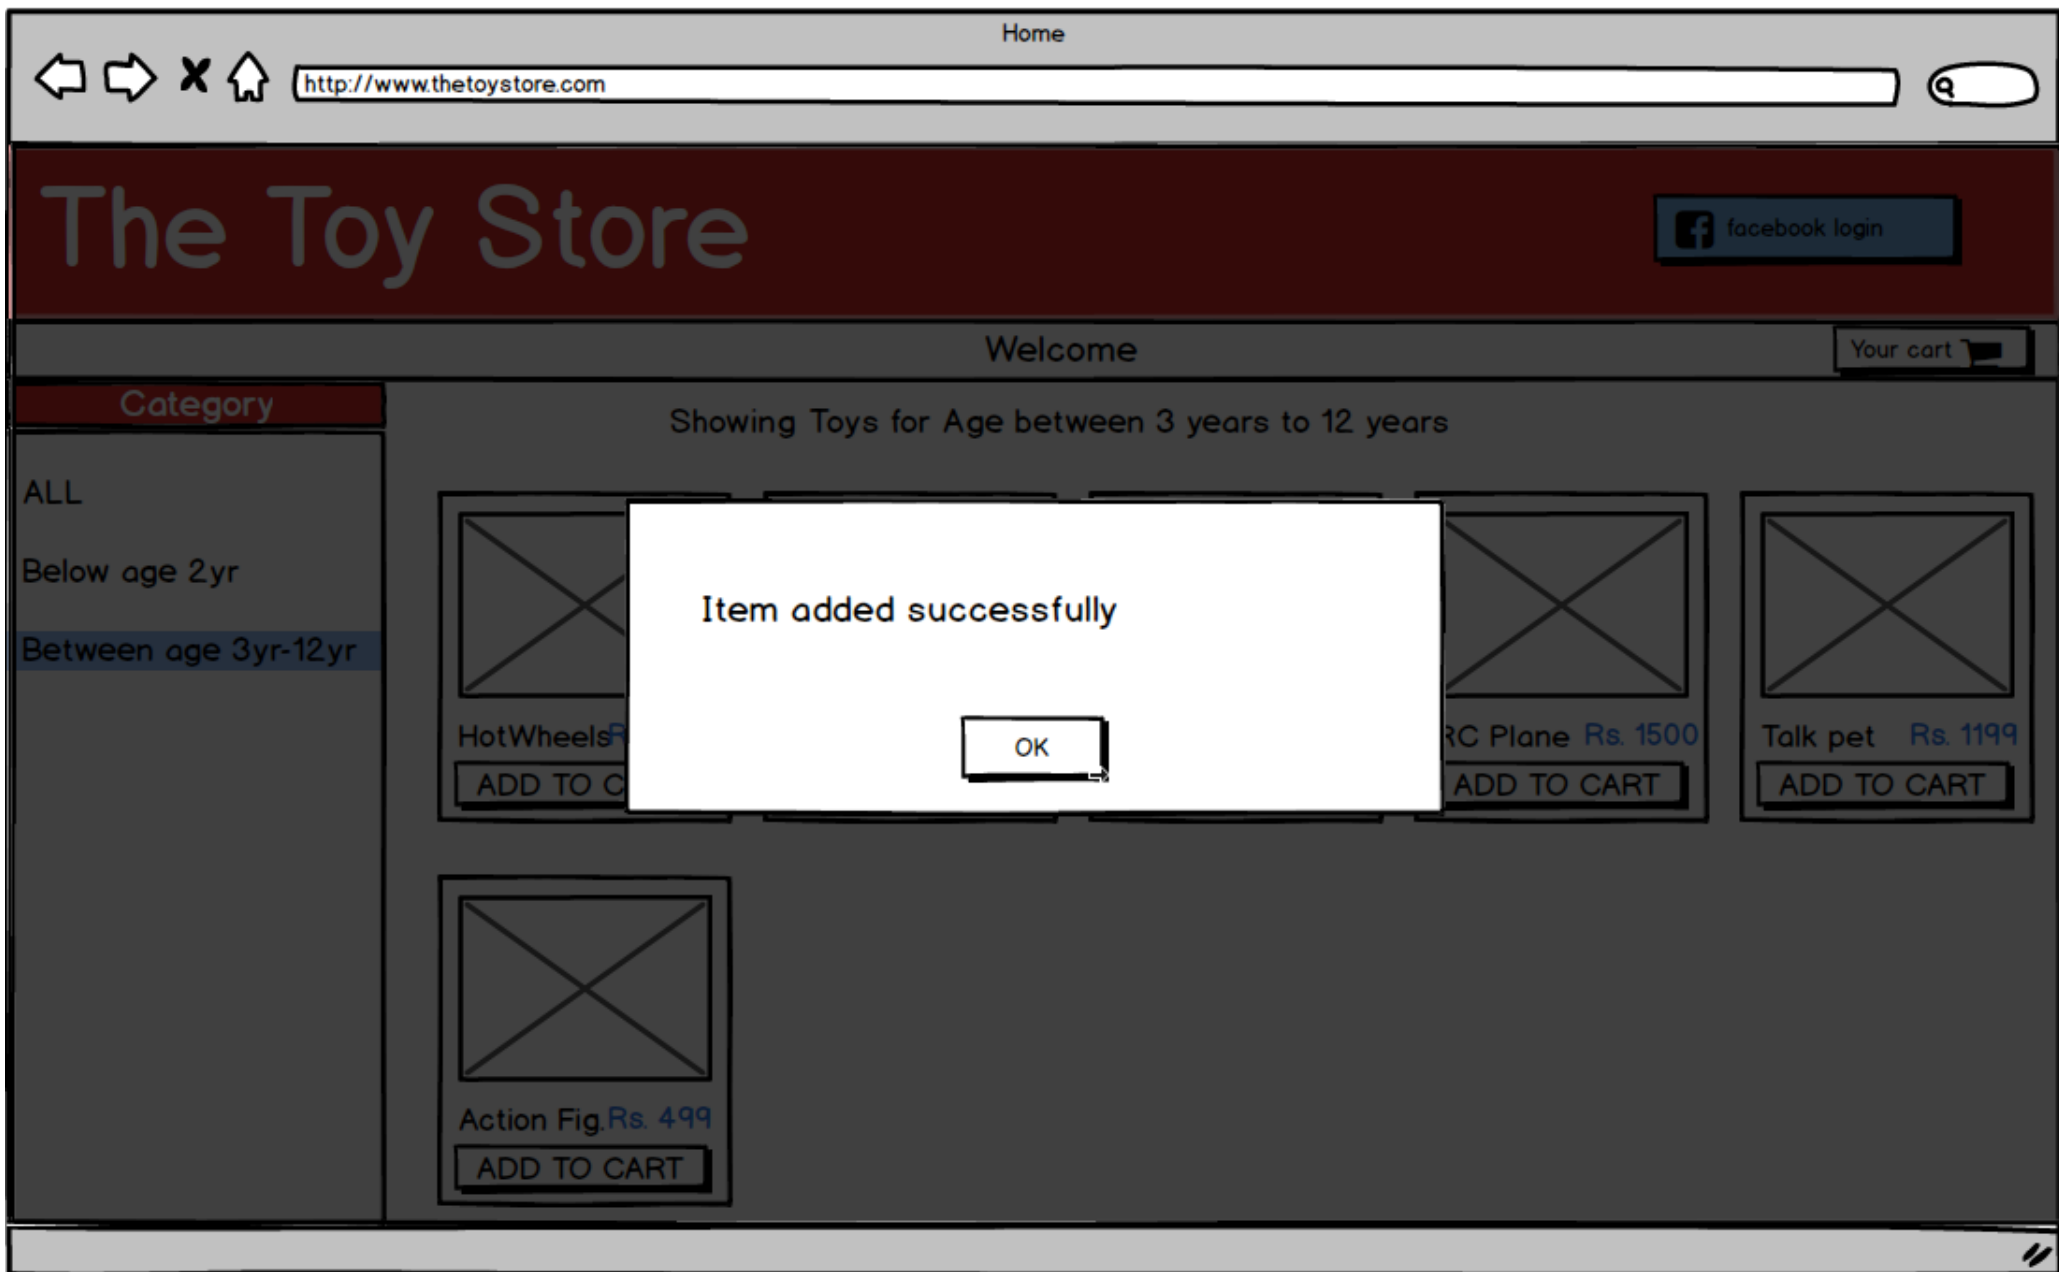 Home
http://www.thetoystore.com
The Toy Store
facebook login
Welcome
Your cart
Category
Showing Toys for Age between 3 years to 12 years
ALL
Below age 2yr
Between age 3yr-12yr
Item added successfully
OK
HotWheels
RC Plane Rs. 1500
Talk pet Rs. 1199
ADD TO
ADD TO CART
ADD TO CART
Action Fig. Rs. 499
ADD TO CART